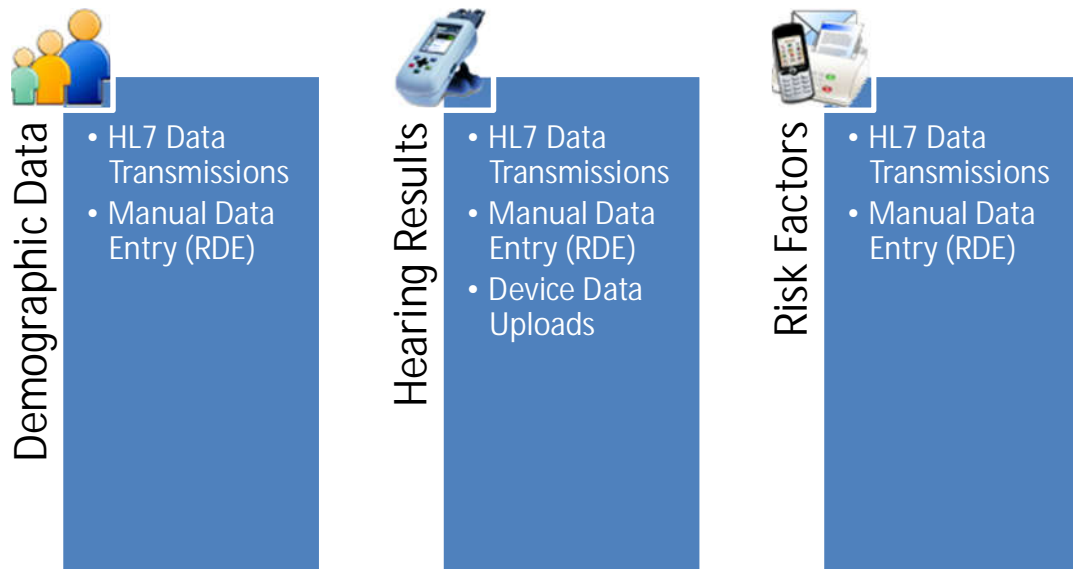 Demographic Data
• HL7 Data
Transmissions
• Manual Data
Entry (RDE)
Hearing Results
• HL7 Data
Transmissions
• Manual Data
Entry (RDE)
• Device Data
Uploads
Risk Factors
• HL7 Data
Transmissions
• Manual Data
Entry (RDE)